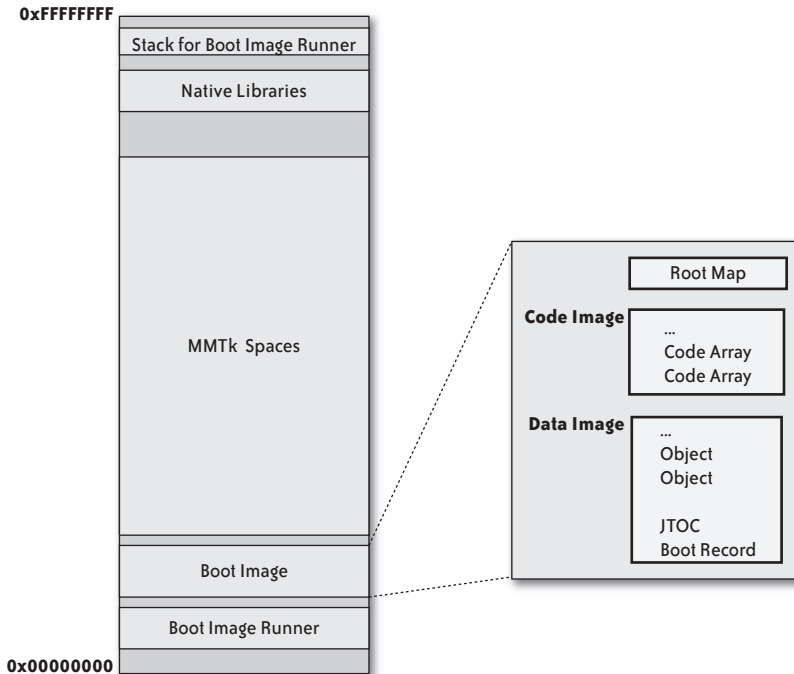 0xFFFFFFFF
Stack for Boot Image Runner
Native Libraries
MMTk Spaces
Boot Image
Boot Image Runner
0x00000000
Root Map
Code Image
...
Code Array
Code Array
Data Image
...
Object
Object
JTOC
Boot Record